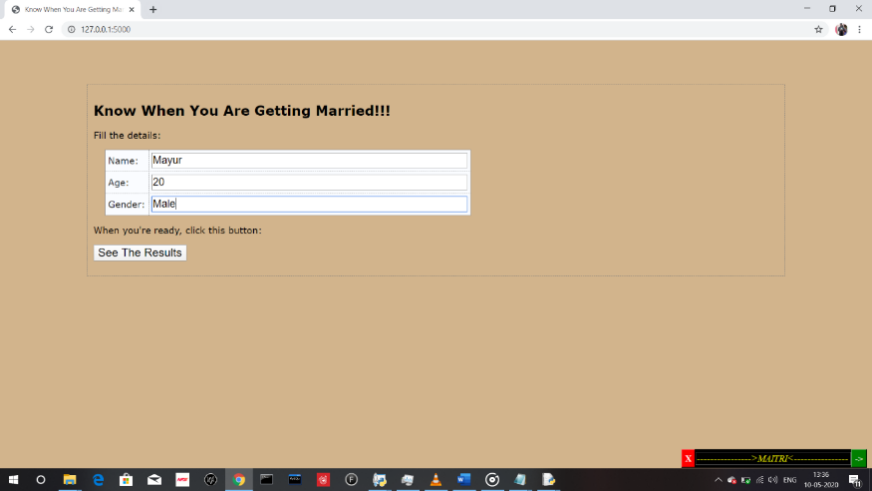 Know When You Are Getting Ma
127.0.0.1:5000
Know When You Are Getting Married!!!
Fill the details:
Name: Mayur
Age: 20
Gender: Male
When you're ready, click this button:
See The Results
X ---------------->MAITRI<---------------- ->
ENG
13:36
10-05-2020